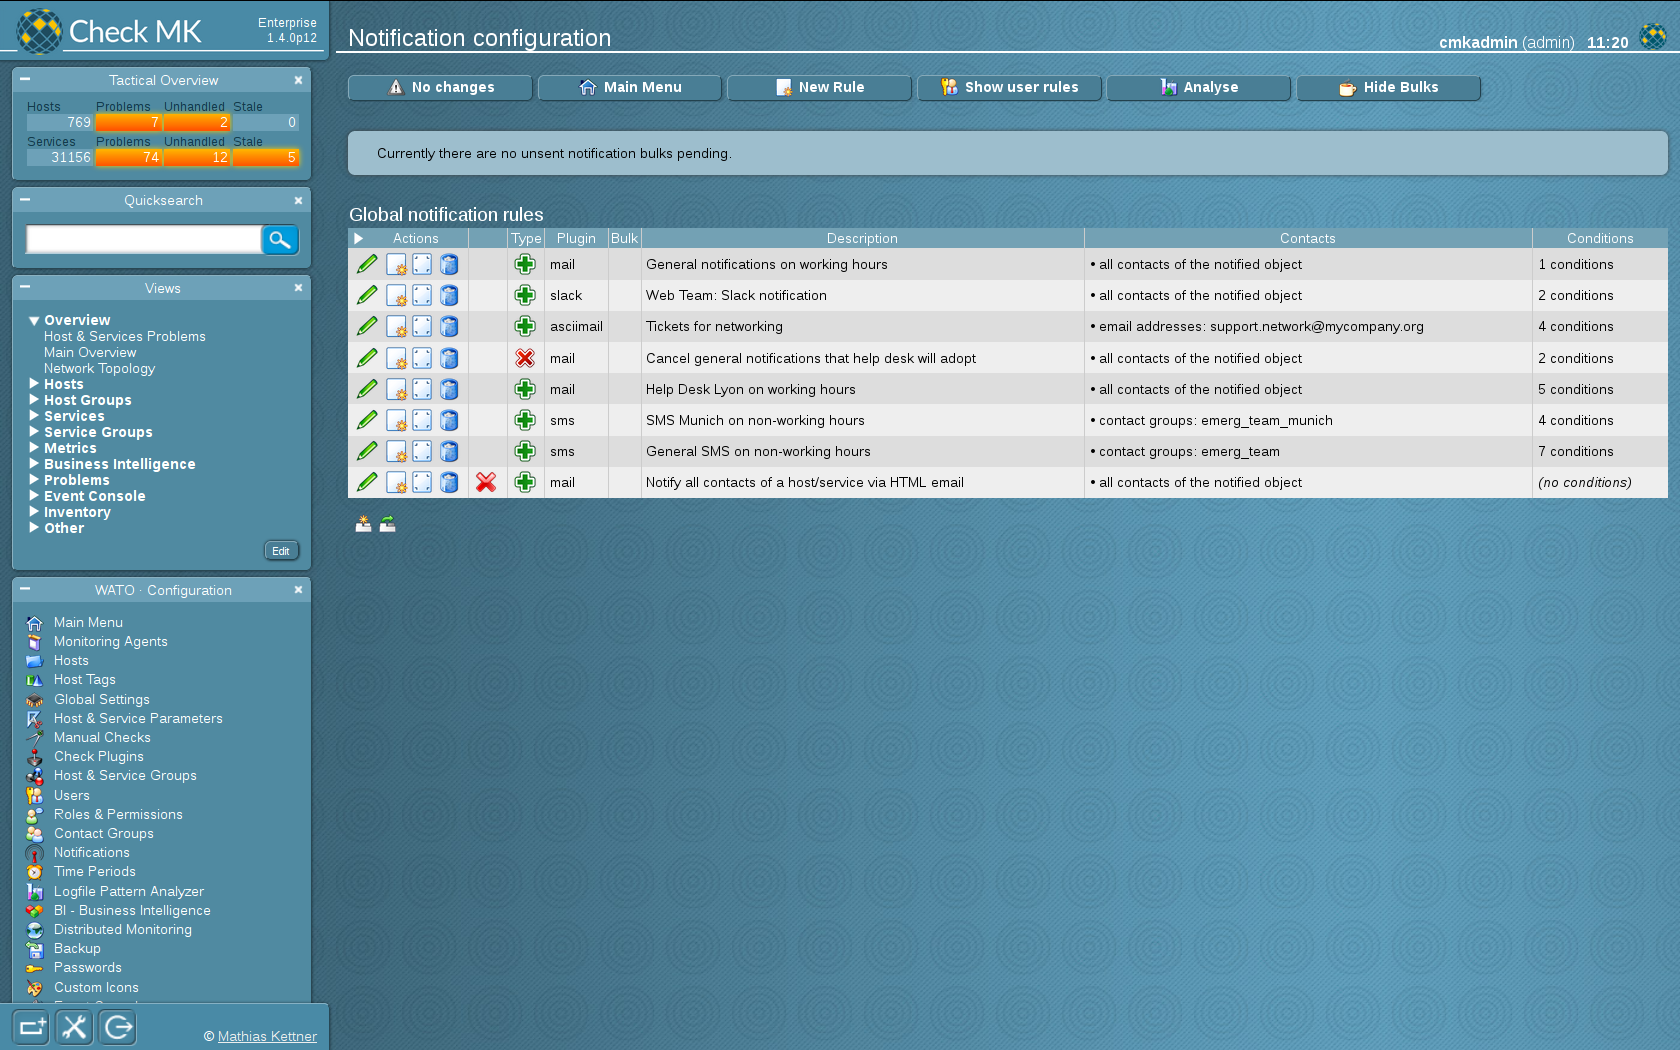 Check MK
Enterprise
1.4.0p12
Notification configuration
cmkadmin (admin) 11:20
No changes
Main Menu
New Rule
Show user rules
Analyse
Hide Bulks
Tactical Overview
Hosts Problems Unhandled Stale
769 7 2 0
Services Problems Unhandled Stale
31156 74 12 5
Quicksearch
Views
Overview
Host & Services Problems
Main Overview
Network Topology
Hosts
Host Groups
Services
Service Groups
Metrics
Business Intelligence
Problems
Event Console
Inventory
Other
Edit
WATO · Configuration
Main Menu
Monitoring Agents
Hosts
Host Tags
Global Settings
Host & Service Parameters
Manual Checks
Check Plugins
Host & Service Groups
Users
Roles & Permissions
Contact Groups
Notifications
Time Periods
Logfile Pattern Analyzer
BI - Business Intelligence
Distributed Monitoring
Backup
Passwords
Custom Icons
© Mathias Kettner
Currently there are no unsent notification bulks pending.
Global notification rules
Actions Type Plugin Bulk Description Contacts Conditions
mail General notifications on working hours • all contacts of the notified object 1 conditions
slack Web Team: Slack notification • all contacts of the notified object 2 conditions
asciimail Tickets for networking • email addresses: support.network@mycompany.org 4 conditions
mail Cancel general notifications that help desk will adopt • all contacts of the notified object 2 conditions
mail Help Desk Lyon on working hours • all contacts of the notified object 5 conditions
sms SMS Munich on non-working hours • contact groups: emerg_team_munich 4 conditions
sms General SMS on non-working hours • contact groups: emerg_team 7 conditions
mail Notify all contacts of a host/service via HTML email • all contacts of the notified object (no conditions)